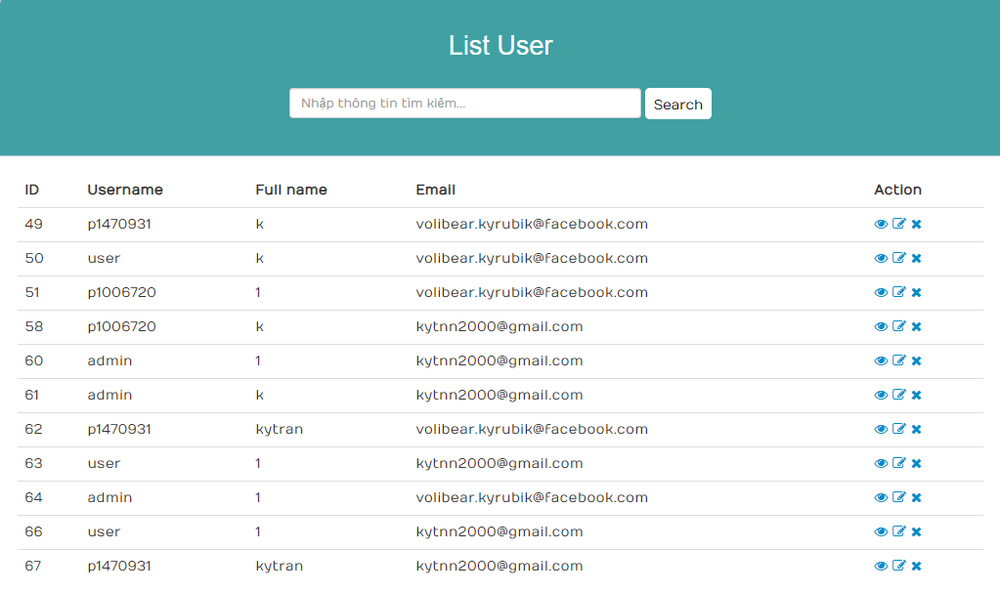 List User
Nhập thông tin tìm kiếm... Search
ID Username Full name Email Action
49 p1470931 k volibear.kyrubik@facebook.com
50 user k volibear.kyrubik@facebook.com
51 p1006720 1 volibear.kyrubik@facebook.com
58 p1006720 k kytnn2000@gmail.com
60 admin 1 kytnn2000@gmail.com
61 admin k kytnn2000@gmail.com
62 p1470931 kytran volibear.kyrubik@facebook.com
63 user 1 kytnn2000@gmail.com
64 admin 1 volibear.kyrubik@facebook.com
66 user 1 kytnn2000@gmail.com
67 p1470931 kytran kytnn2000@gmail.com